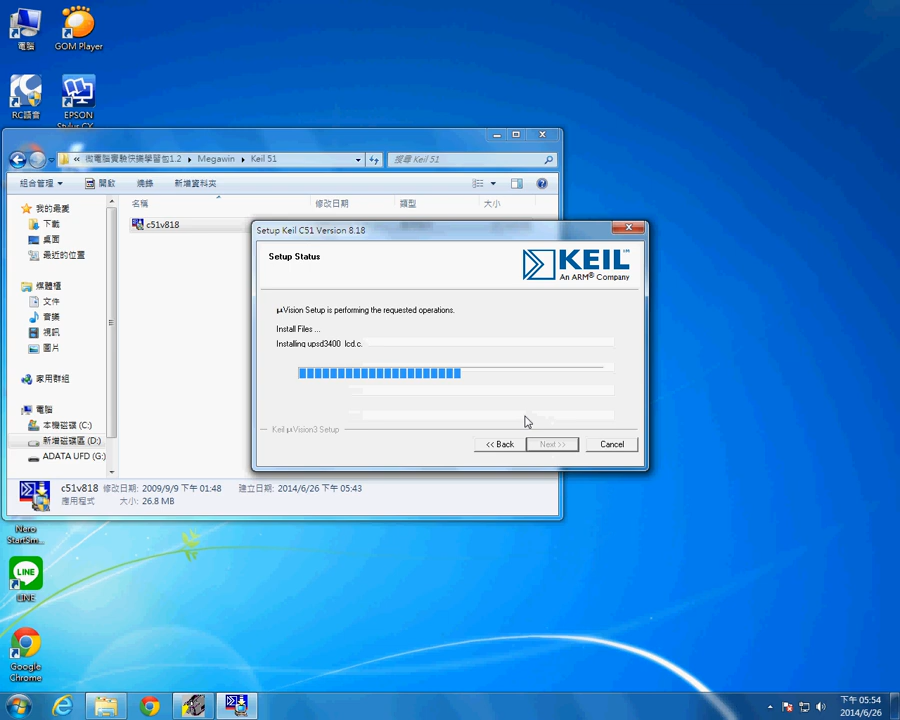 電腦
GOM Player
RC語音
EPSON
Stylus CX...
« 微電腦實驗快擒學習包1.2 ▸ Megawin ▸ Keil 51
搜尋 Keil 51
組合管理 ▾
開啟
燒錄
新增資料夾
我的最愛
下載
桌面
最近的位置
媒體櫃
文件
音樂
視訊
圖片
家用群組
電腦
本機磁碟 (C:)
新增磁碟區 (D:)
ADATA UFD (G:)
名稱
修改日期
類型
大小
c51v818
Setup Keil C51 Version 8.18
Setup Status
KEIL
An ARM® Company
µVision Setup is performing the requested operations.
Install Files ...
Installing upsd3400_lcd.c.
Keil µVision3 Setup
<< Back
Next >>
Cancel
c51v818 修改日期: 2009/9/9 下午 01:48 建立日期: 2014/6/26 下午 05:43
應用程式 大小: 26.8 MB
Nero
StartSm...
LINE
LINE
Google
Chrome
下午 05:54
2014/6/26